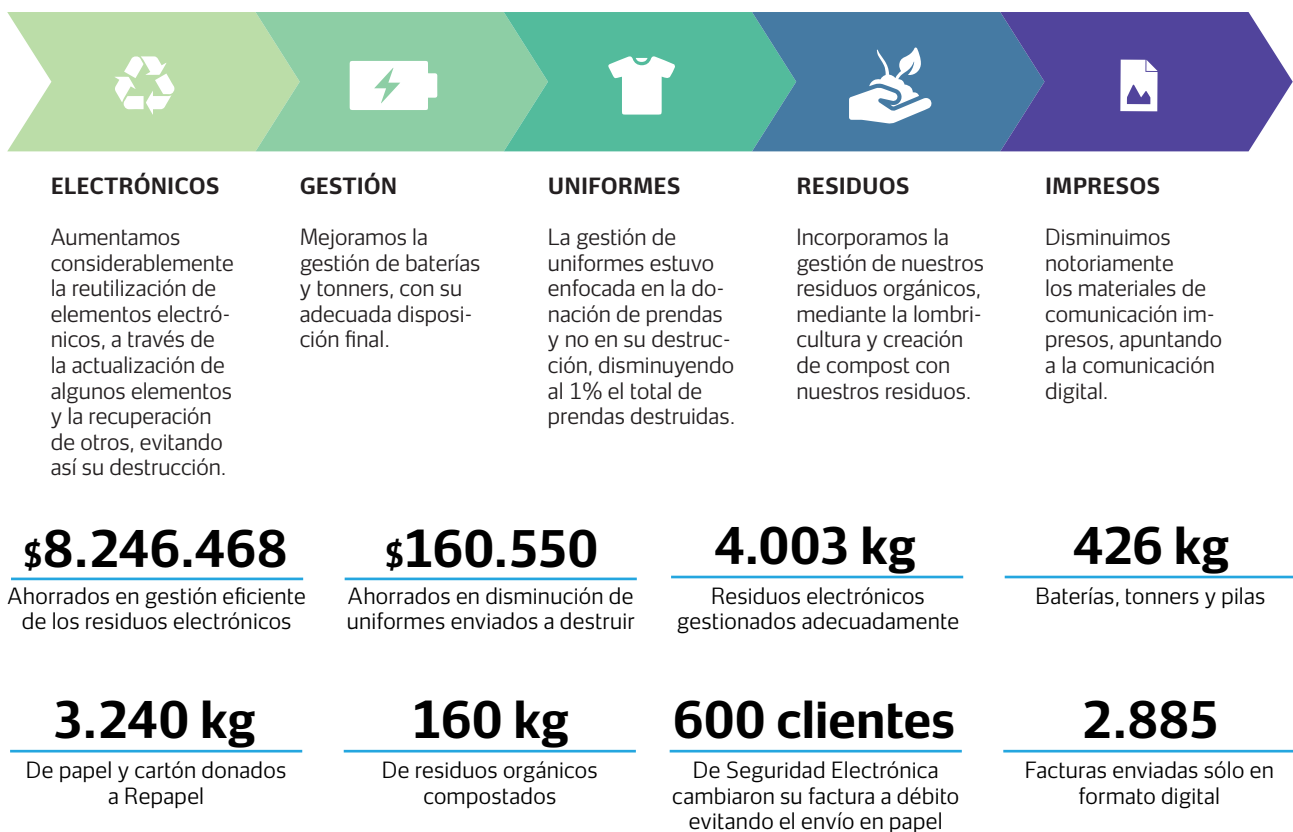 ELECTRÓNICOS
Aumentamos
considerablemente
la reutilización de
elementos electró-
nicos, a través de
la actualización de
algunos elementos
y la recuperación
de otros, evitando
así su destrucción.
GESTIÓN
Mejoramos la
gestión de baterías
y tonners, con su
adecuada disposi-
ción final.
UNIFORMES
La gestión de
uniformes estuvo
enfocada en la do-
nación de prendas
y no en su destruc-
ción, disminuyendo
al 1% el total de
prendas destruidas.
RESIDUOS
Incorporamos la
gestión de nuestros
residuos orgánicos,
mediante la lombri-
cultura y creación
de compost con
nuestros residuos.
IMPRESOS
Disminuimos
notoriamente
los materiales de
comunicación im-
presos, apuntando
a la comunicación
digital.
$8.246.468
Ahorrados en gestión eficiente
de los residuos electrónicos
$160.550
Ahorrados en disminución de
uniformes enviados a destruir
4.003 kg
Residuos electrónicos
gestionados adecuadamente
426 kg
Baterías, tonners y pilas
3.240 kg
De papel y cartón donados
a Repapel
160 kg
De residuos orgánicos
compostados
600 clientes
De Seguridad Electrónica
cambiaron su factura a débito
evitando el envío en papel
2.885
Facturas enviadas sólo en
formato digital